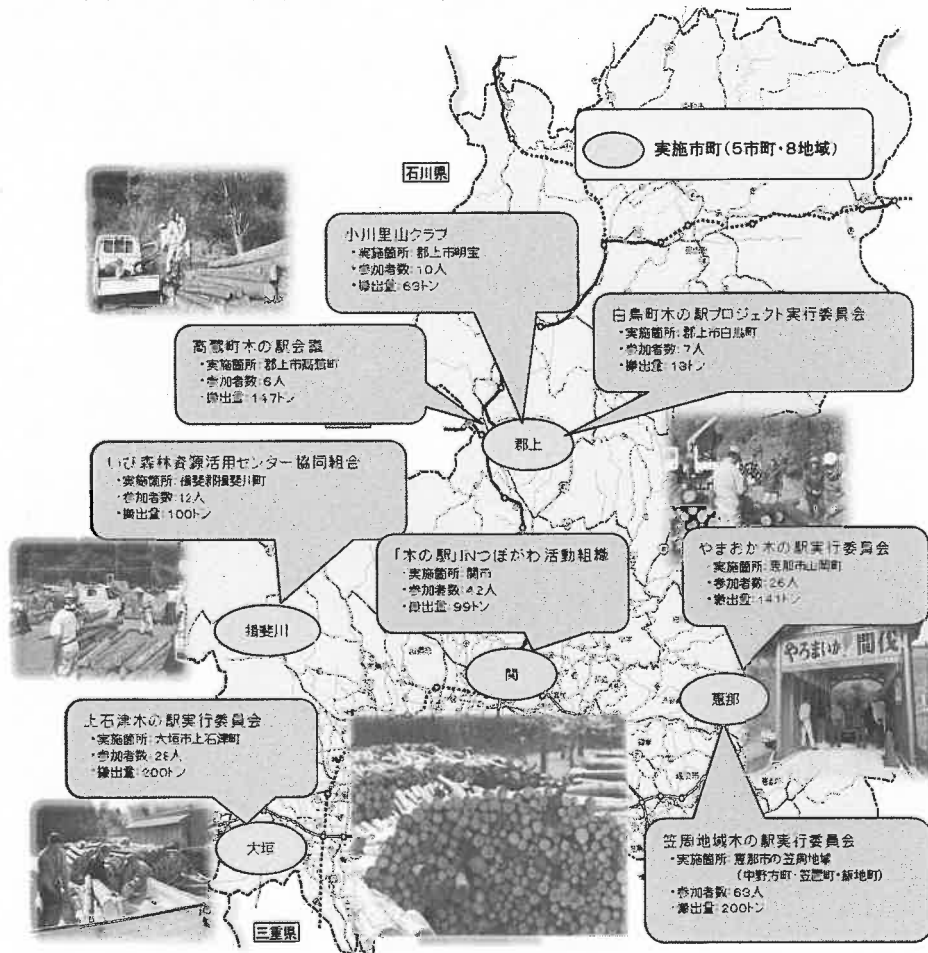 実施市町(5市町・8地域)
石川県
小川里山クラブ
・実施箇所:郡上市明宝
・参加者数:10人
・搬出量:63トン
白鳥町木の駅プロジェクト実行委員会
・実施箇所:郡上市白鳥町
・参加者数:7人
・搬出量:13トン
高鷲町木の駅会議
・実施箇所:郡上市高鷲町
・参加者数:6人
・搬出量:147トン
郡上
いび森林資源活用センター協同組合
・実施箇所:揖斐郡揖斐川町
・参加者数:12人
・搬出量:100トン
「木の駅」INつぼがわ活動組織
・実施箇所:関市
・参加者数:42人
・搬出量:99トン
やまおか木の駅実行委員会
・実施箇所:恵那市山岡町
・参加者数:26人
・搬出量:141トン
揖斐川
関
やろまいか 間伐
恵那
上石津木の駅実行委員会
・実施箇所:大垣市上石津町
・参加者数:28人
・搬出量:200トン
大垣
笠周地域木の駅実行委員会
・実施箇所:恵那市の笠周地域
(中野方町・笠置町・飯地町)
・参加者数:63人
・搬出量:200トン
三重県